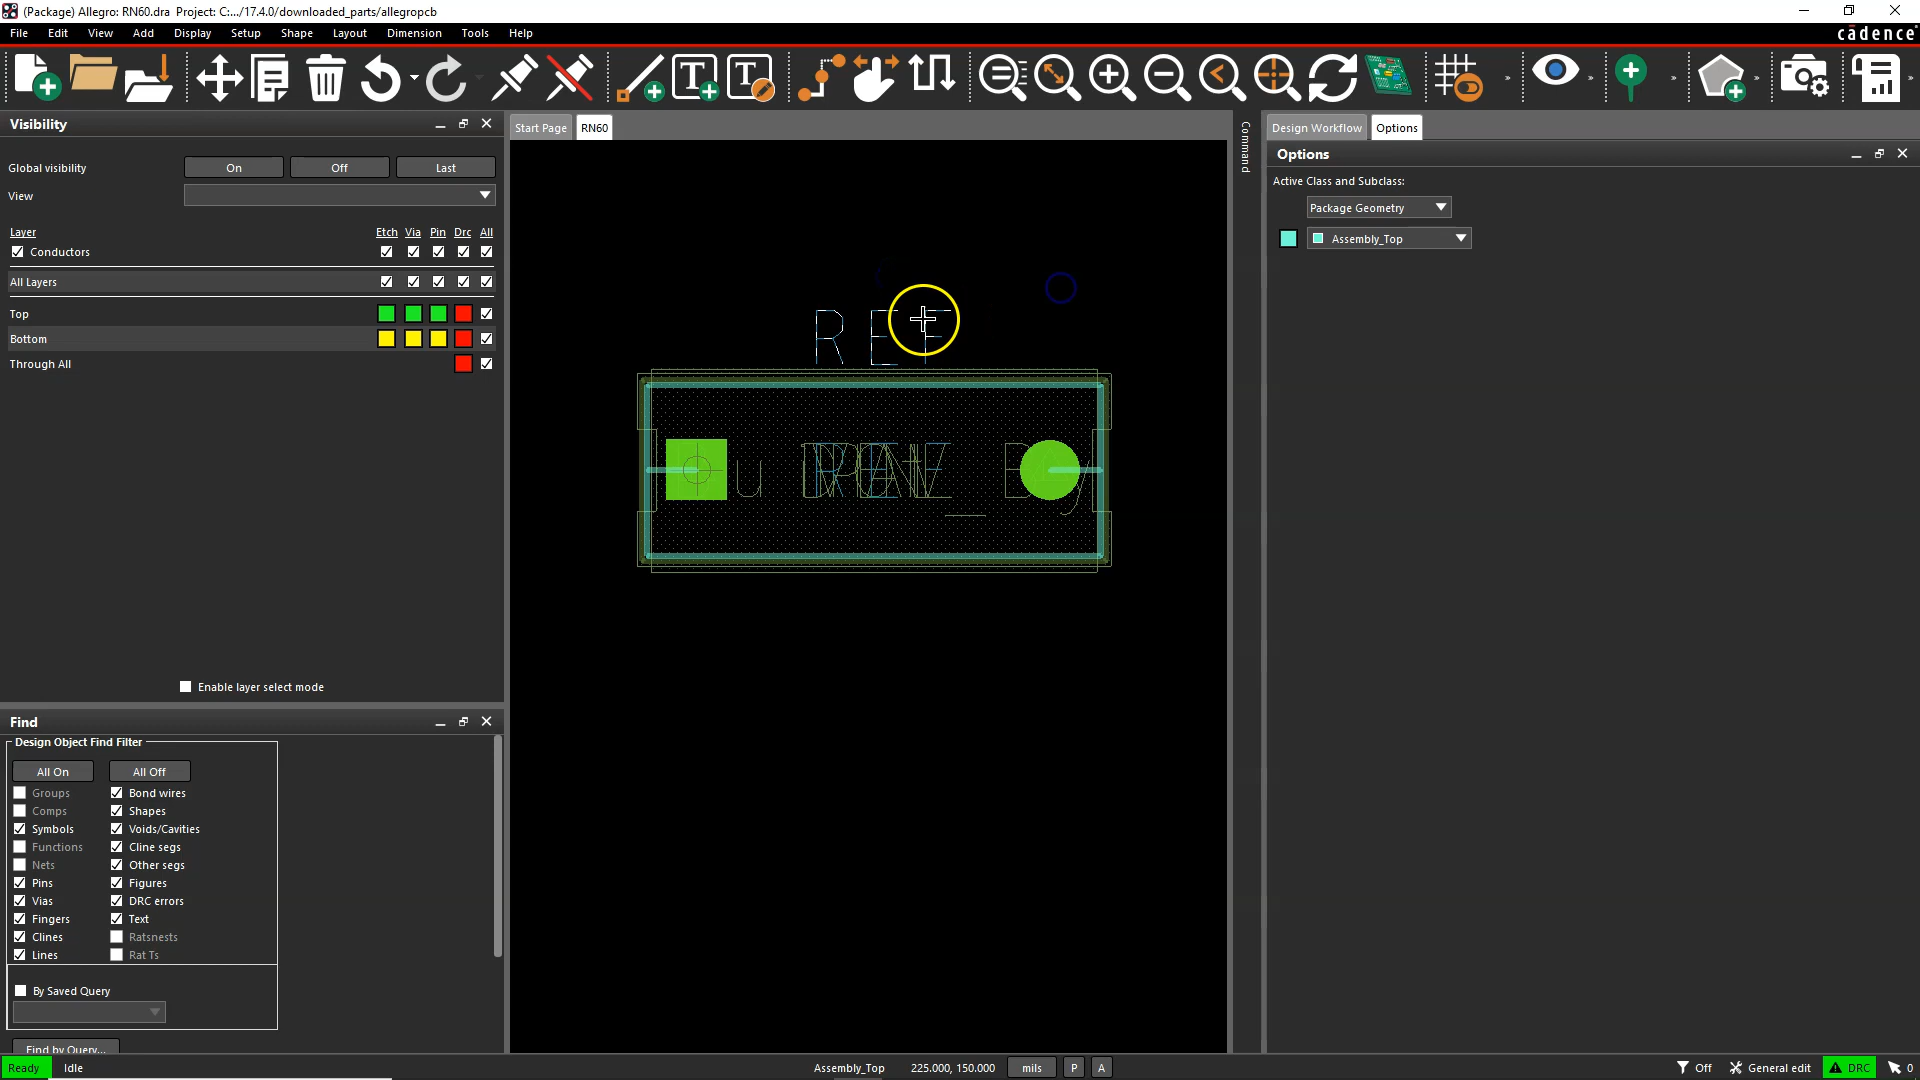 (Package) Allegro: RN60.dra  Project: C:.../17.4.0/downloaded_parts/allegropcb
File Edit View Add Display Setup Shape Layout Dimension Tools Help
cadence
Visibility
Global visibility On Off Last
View
Layer Etch Via Pin Drc All
Conductors
All Layers
Top
Bottom
Through All
Enable layer select mode
Find
Design Object Find Filter
All On All Off
Groups Bond wires
Comps Shapes
Symbols Voids/Cavities
Functions Cline segs
Nets Other segs
Pins Figures
Vias DRC errors
Fingers Text
Clines Ratsnests
Lines Rat Ts
By Saved Query
Find by Query...
Start Page RN60
REF
Command
Design Workflow Options
Options
Active Class and Subclass:
Package Geometry
Assembly_Top
Ready Idle Assembly_Top 225.000, 150.000 mils P A Off General edit DRC 0